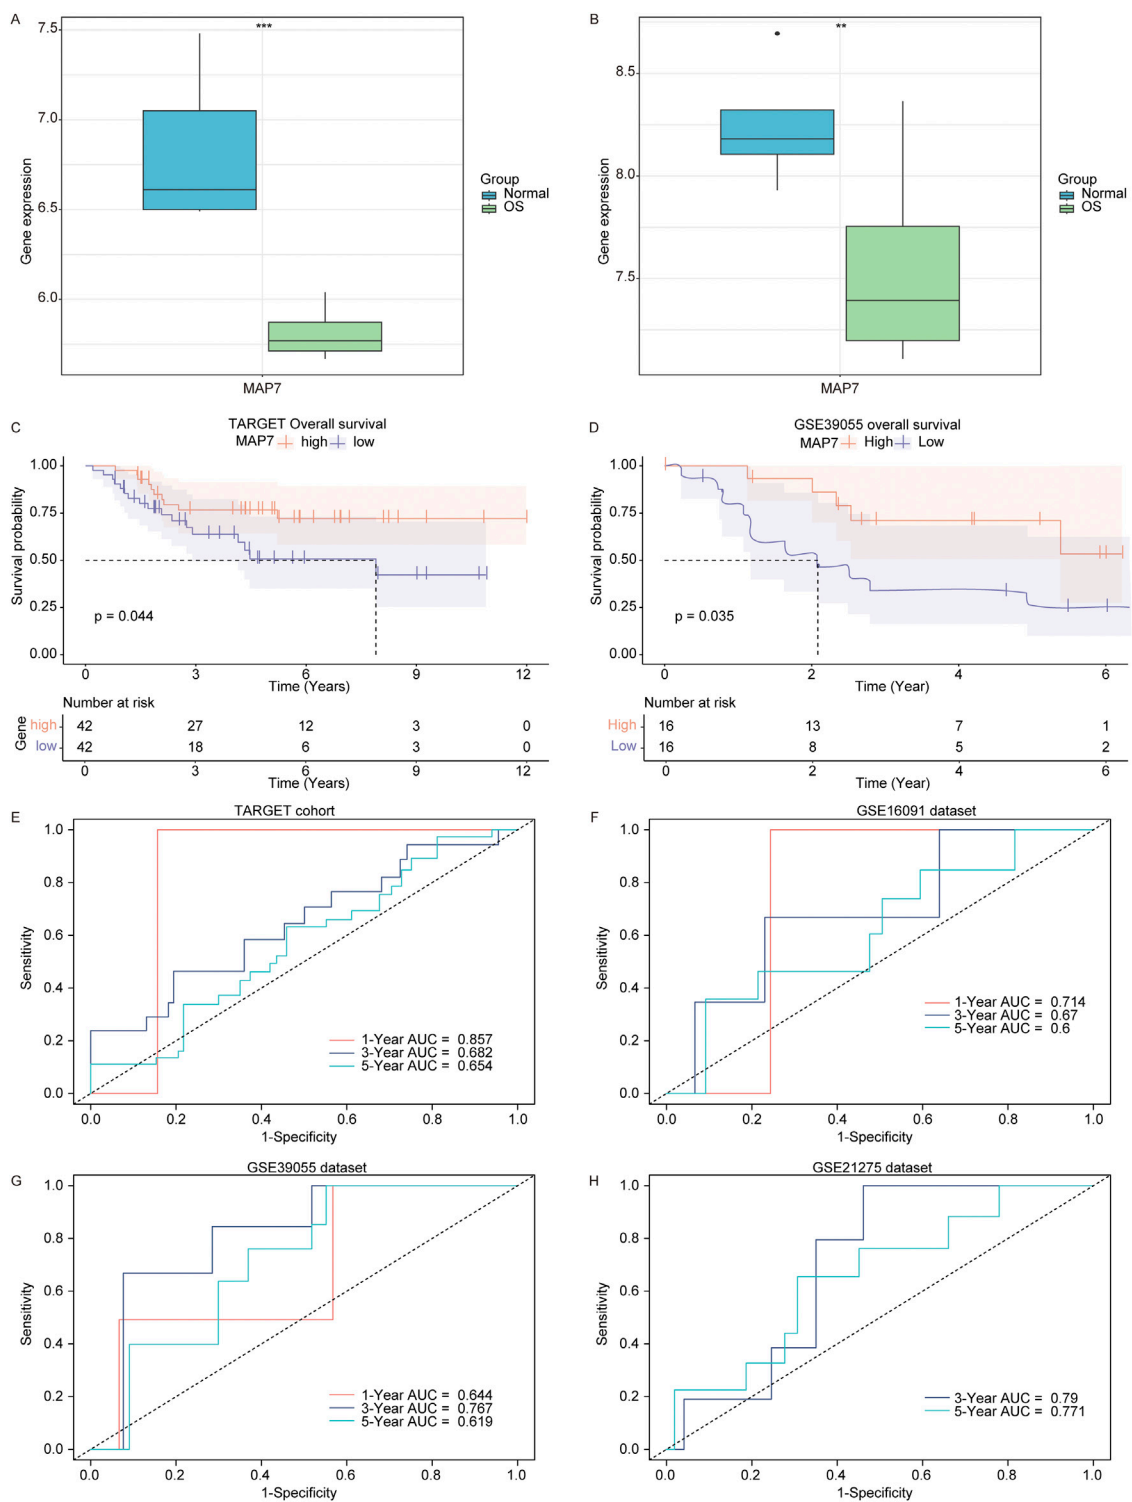 A
***
7.5
7.0
6.5
6.0
Gene expression
MAP7
Group
Normal
OS
B
**
8.5
8.0
7.5
Gene expression
MAP7
Group
Normal
OS
C
TARGET Overall survival
MAP7 high low
1.00
0.75
0.50
0.25
0.00
Survival probability
p = 0.044
0 3 6 9 12
Time (Years)
Number at risk
Gene
high 42 27 12 3 0
low 42 18 6 3 0
0 3 6 9 12
Time (Years)
D
GSE39055 overall survival
MAP7 High Low
1.00
0.75
0.50
0.25
0.00
Survival probability
p = 0.035
0 2 4 6
Time (Year)
Number at risk
High 16 13 7 1
Low 16 8 5 2
0 2 4 6
Time (Year)
E
TARGET cohort
1.0
0.8
0.6
0.4
0.2
0.0
Sensitivity
1-Year AUC = 0.857
3-Year AUC = 0.682
5-Year AUC = 0.654
0.0 0.2 0.4 0.6 0.8 1.0
1-Specificity
F
GSE16091 dataset
1.0
0.8
0.6
0.4
0.2
0.0
Sensitivity
1-Year AUC = 0.714
3-Year AUC = 0.67
5-Year AUC = 0.6
0.0 0.2 0.4 0.6 0.8 1.0
1-Specificity
G
GSE39055 dataset
1.0
0.8
0.6
0.4
0.2
0.0
Sensitivity
1-Year AUC = 0.644
3-Year AUC = 0.767
5-Year AUC = 0.619
0.0 0.2 0.4 0.6 0.8 1.0
1-Specificity
H
GSE21275 dataset
1.0
0.8
0.6
0.4
0.2
0.0
Sensitivity
3-Year AUC = 0.79
5-Year AUC = 0.771
0.0 0.2 0.4 0.6 0.8 1.0
1-Specificity